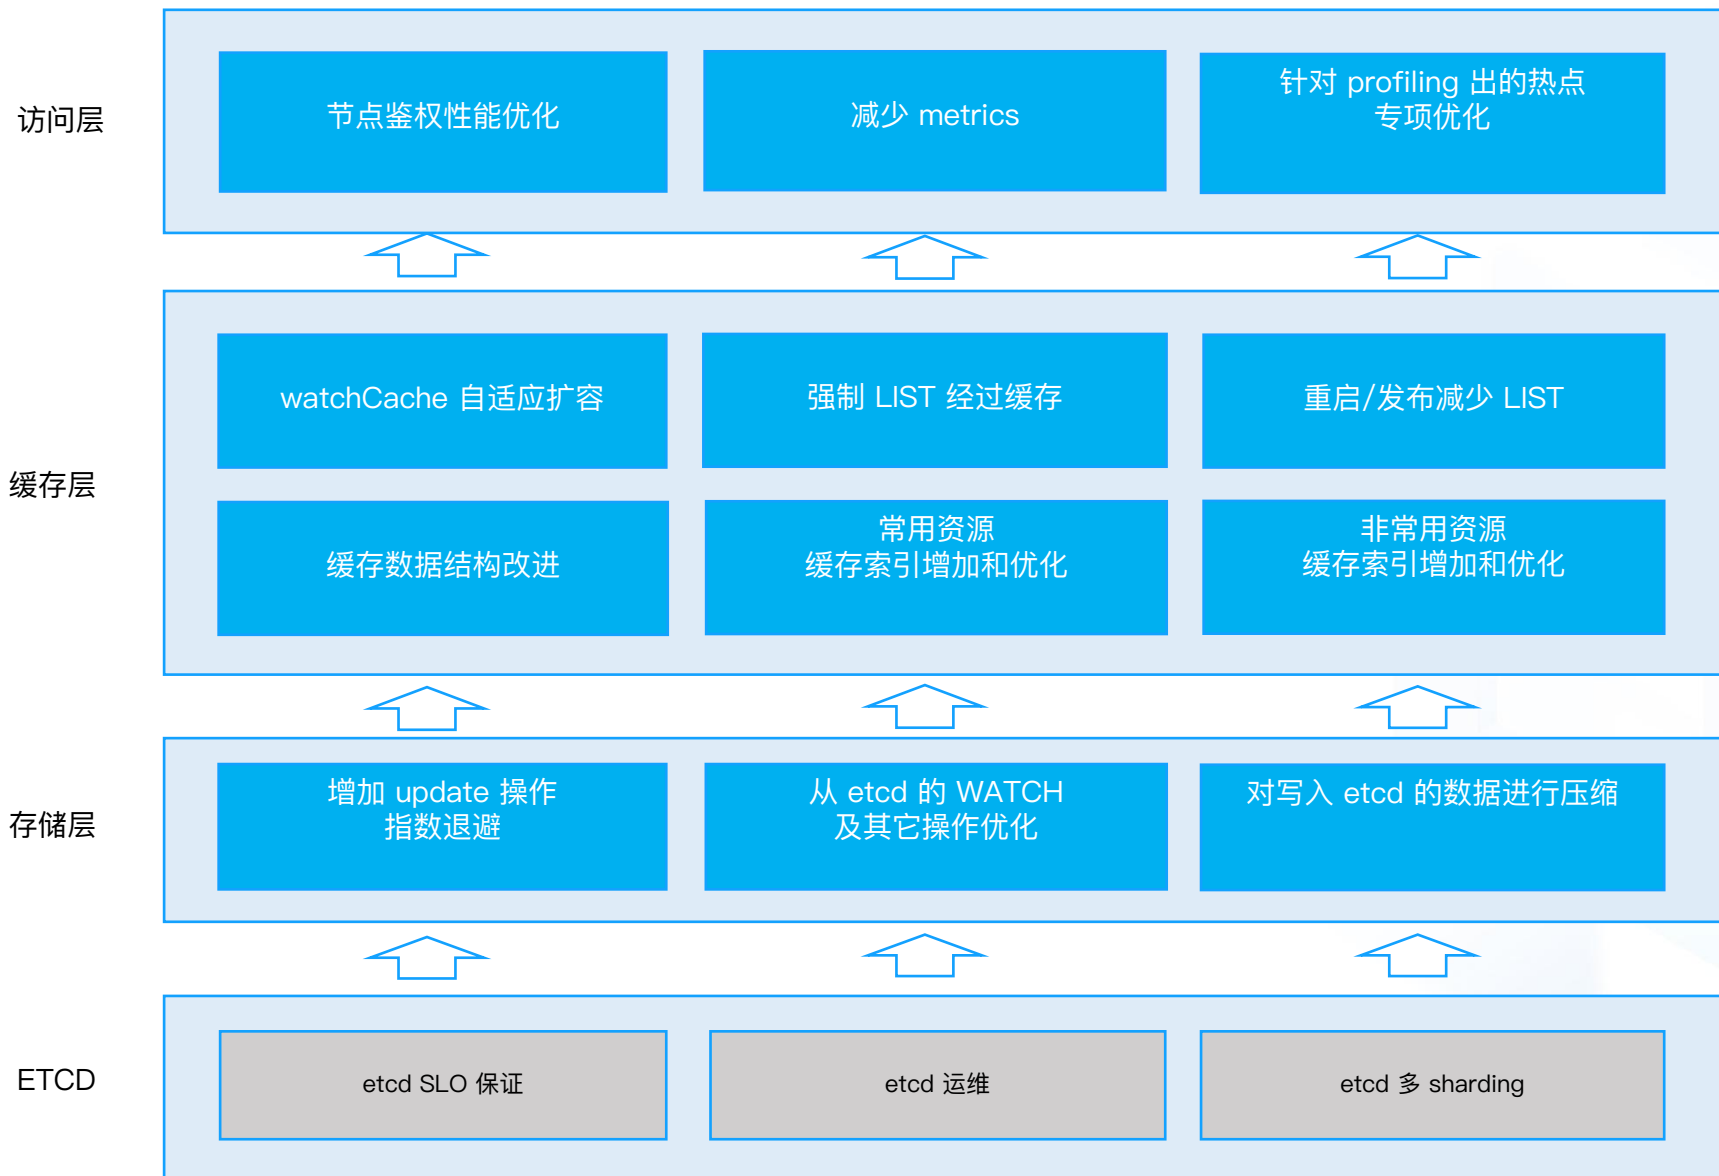 访问层
节点鉴权性能优化
减少 metrics
针对 profiling 出的热点
专项优化
缓存层
watchCache 自适应扩容
强制 LIST 经过缓存
重启/发布减少 LIST
缓存数据结构改进
常用资源
缓存索引增加和优化
非常用资源
缓存索引增加和优化
存储层
增加 update 操作
指数退避
从 etcd 的 WATCH
及其它操作优化
对写入 etcd 的数据进行压缩
ETCD
etcd SLO 保证
etcd 运维
etcd 多 sharding